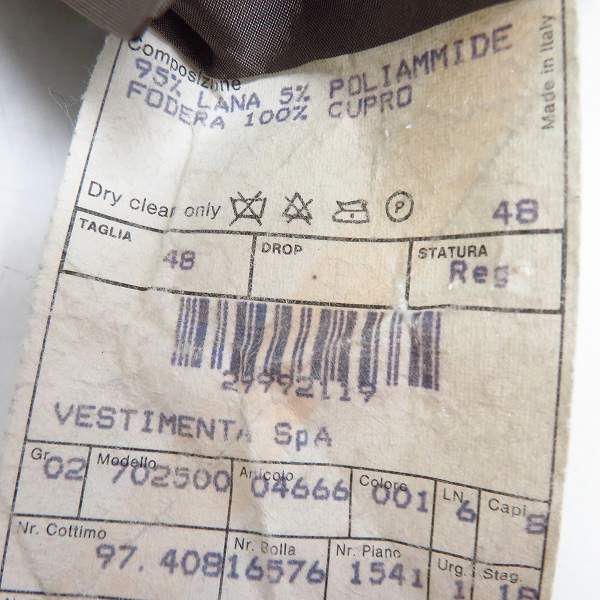 Composizione
95% LANA 5% POLIAMMIDE
FODERA 100% CUPRO
Made in Italy
Dry clean only P 48
TAGLIA 48 DROP STATURA Reg
29992119
VESTIMENTA SpA
Gr. 02 Modello 702500 Articolo 04666 Colore 001 LN 6 Capi 8
Nr. Cottimo 97.408 Nr. Bolla 16576 Nr. Piano 1541 Urg. 1 Stag. 18